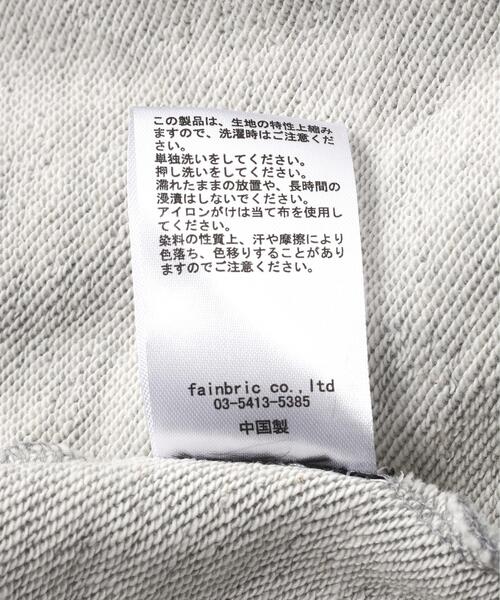 この製品は、生地の特性上縮み
ますので、洗濯時はご注意くだ
さい。
単独洗いをしてください。
押し洗いをしてください。
濡れたままの放置や、長時間の
浸漬はしないでください。
アイロンがけは当て布を使用し
てください。
染料の性質上、汗や摩擦により
色落ち、色移りすることがあり
ますのでご注意ください。
fainbric co.,ltd
03-5413-5385
中国製